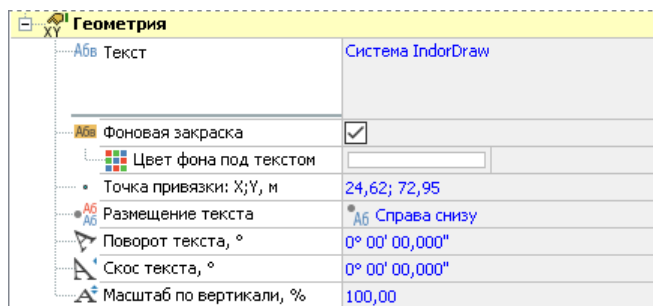 XY Геометрия
Абв Текст Система IndorDraw
Абв Фоновая закраска
Цвет фона под текстом
Точка привязки: X;Y, м 24,62; 72,95
Аб Аб Размещение текста Аб Справа снизу
Поворот текста, ° 0° 00' 00,000"
Скос текста, ° 0° 00' 00,000"
Масштаб по вертикали, % 100,00